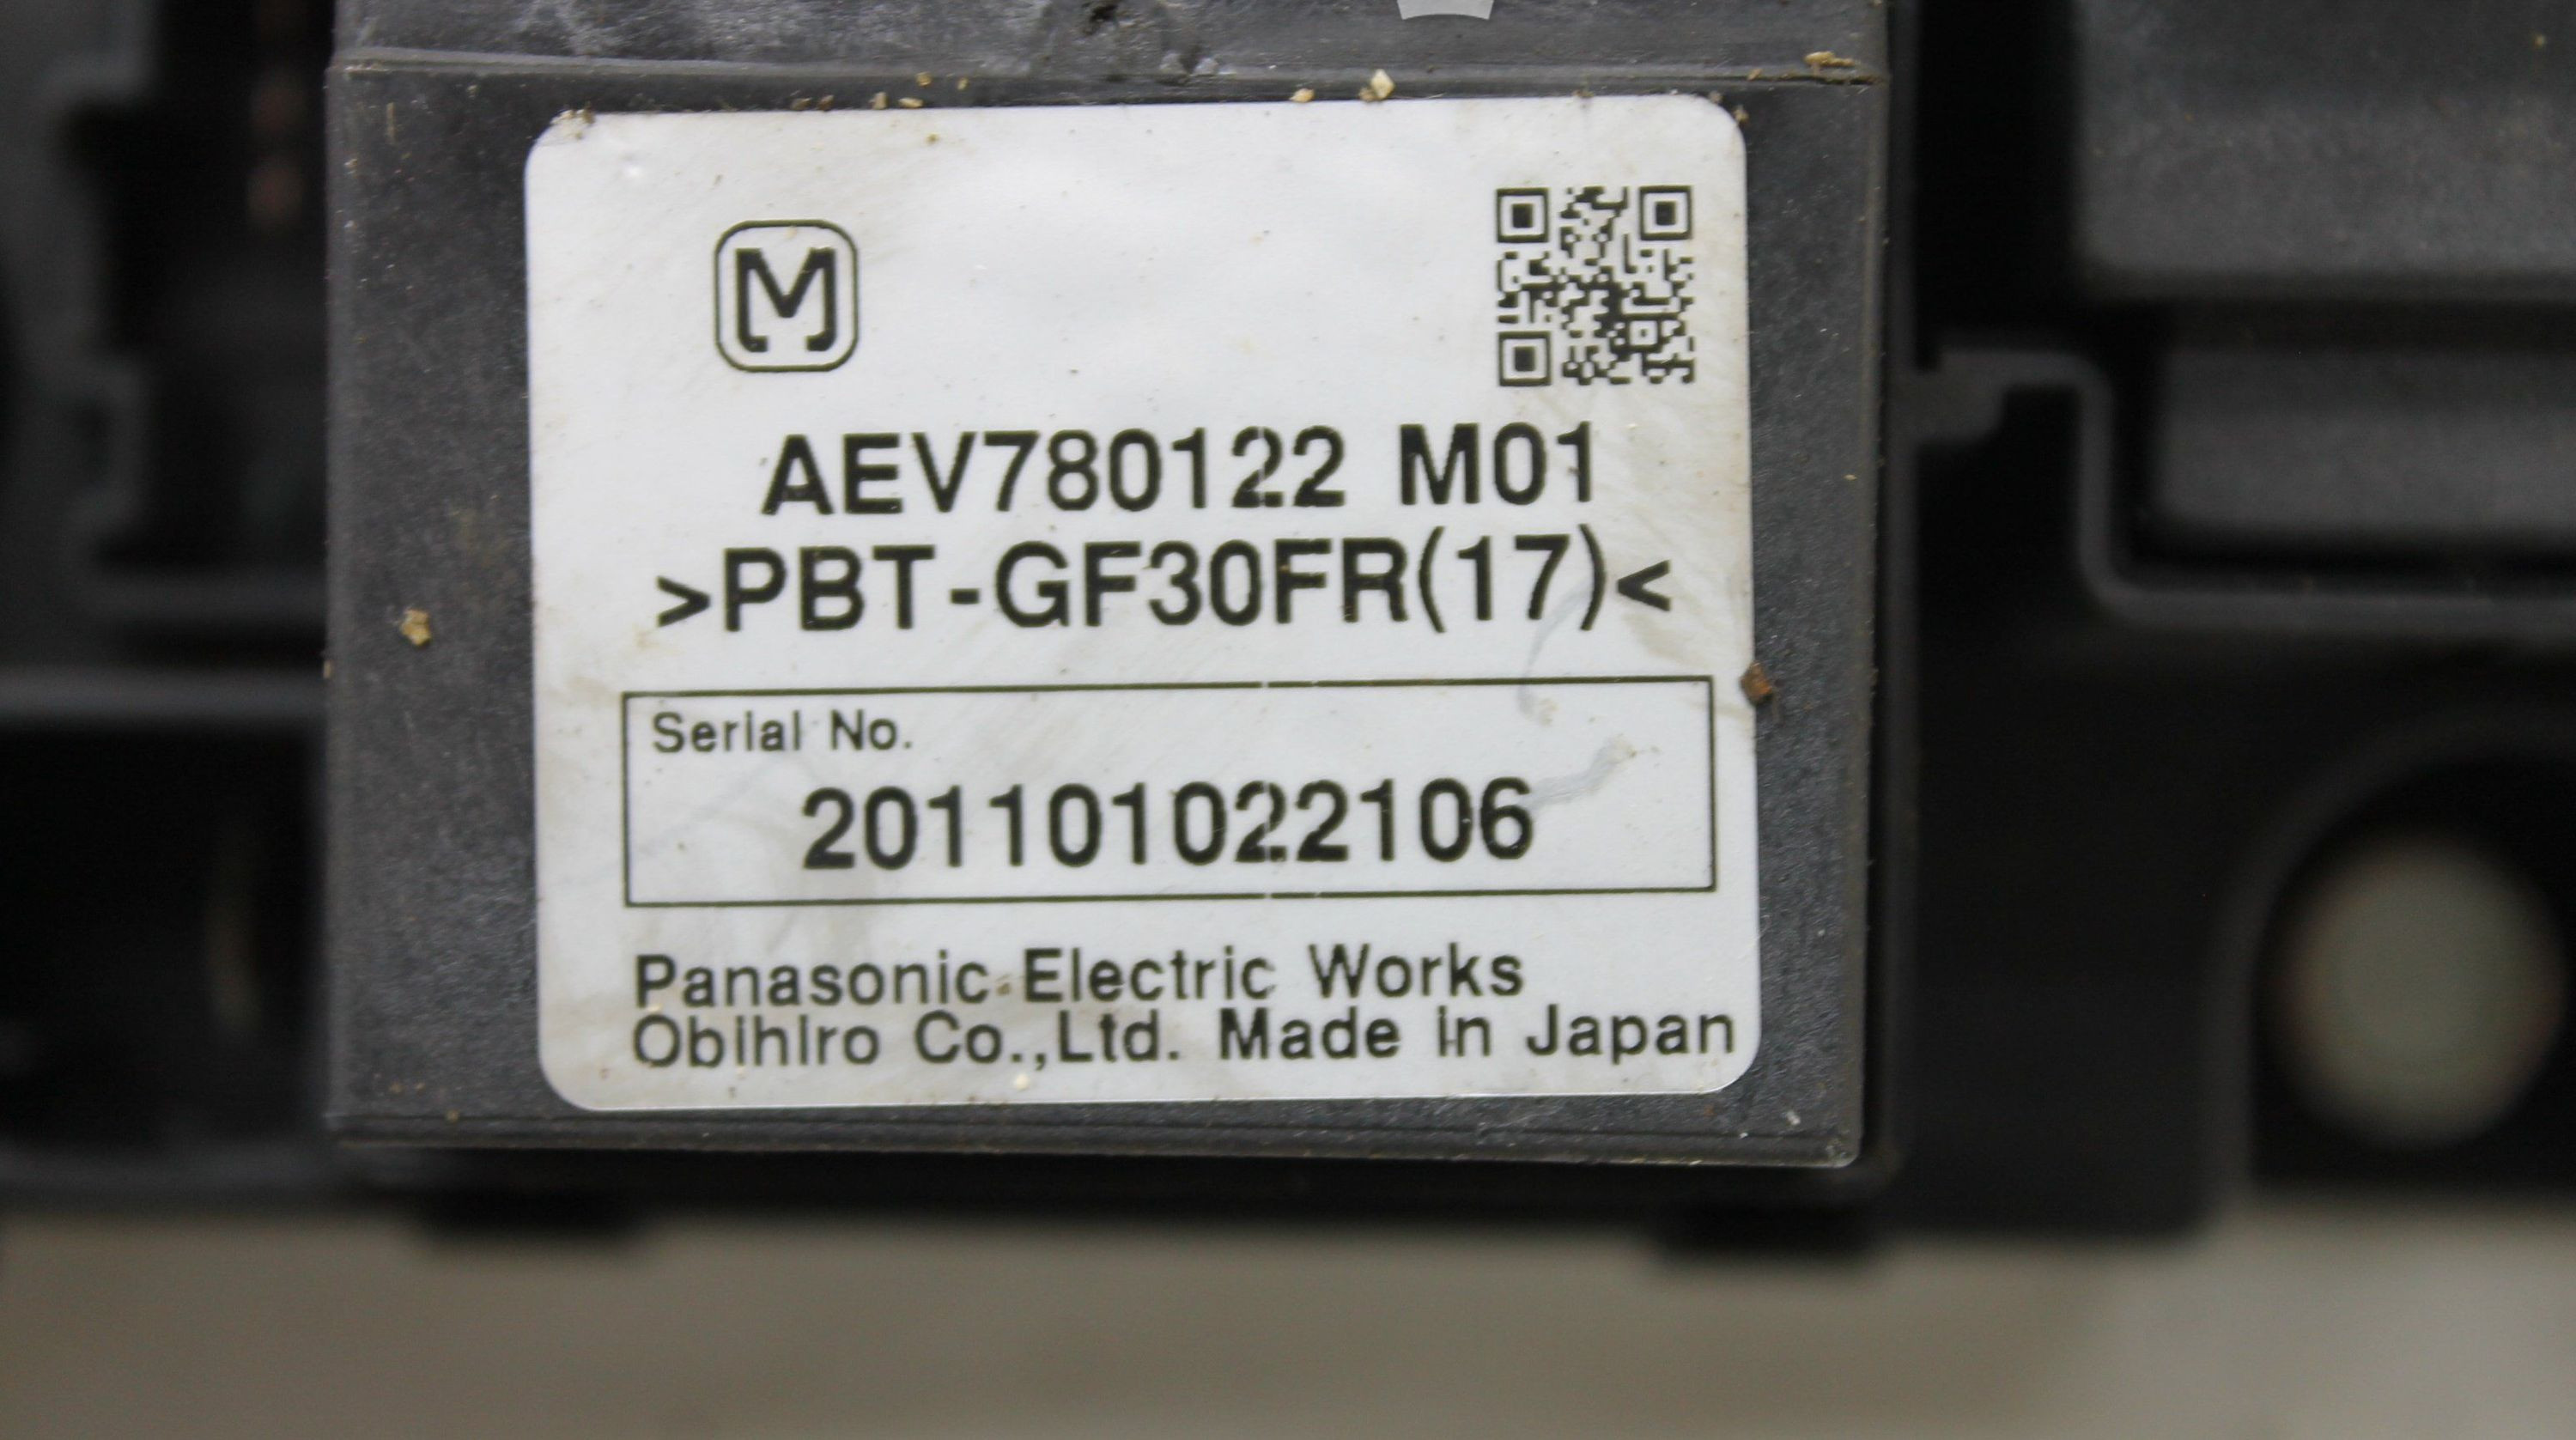 M
AEV780122 M01
>PBT-GF30FR(17)<
Serial No.
201101022106
Panasonic Electric Works
Obihiro Co.,Ltd. Made in Japan